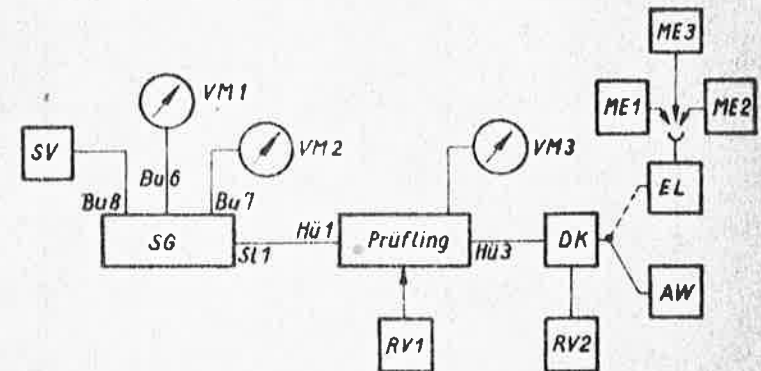 ME3
VM1
ME1
ME2
SV
VM2
VM3
Bu6
EL
Bu8
Bu7
SG
Hü1
Prüfling
DK
Sl1
Hü3
AW
RV1
RV2